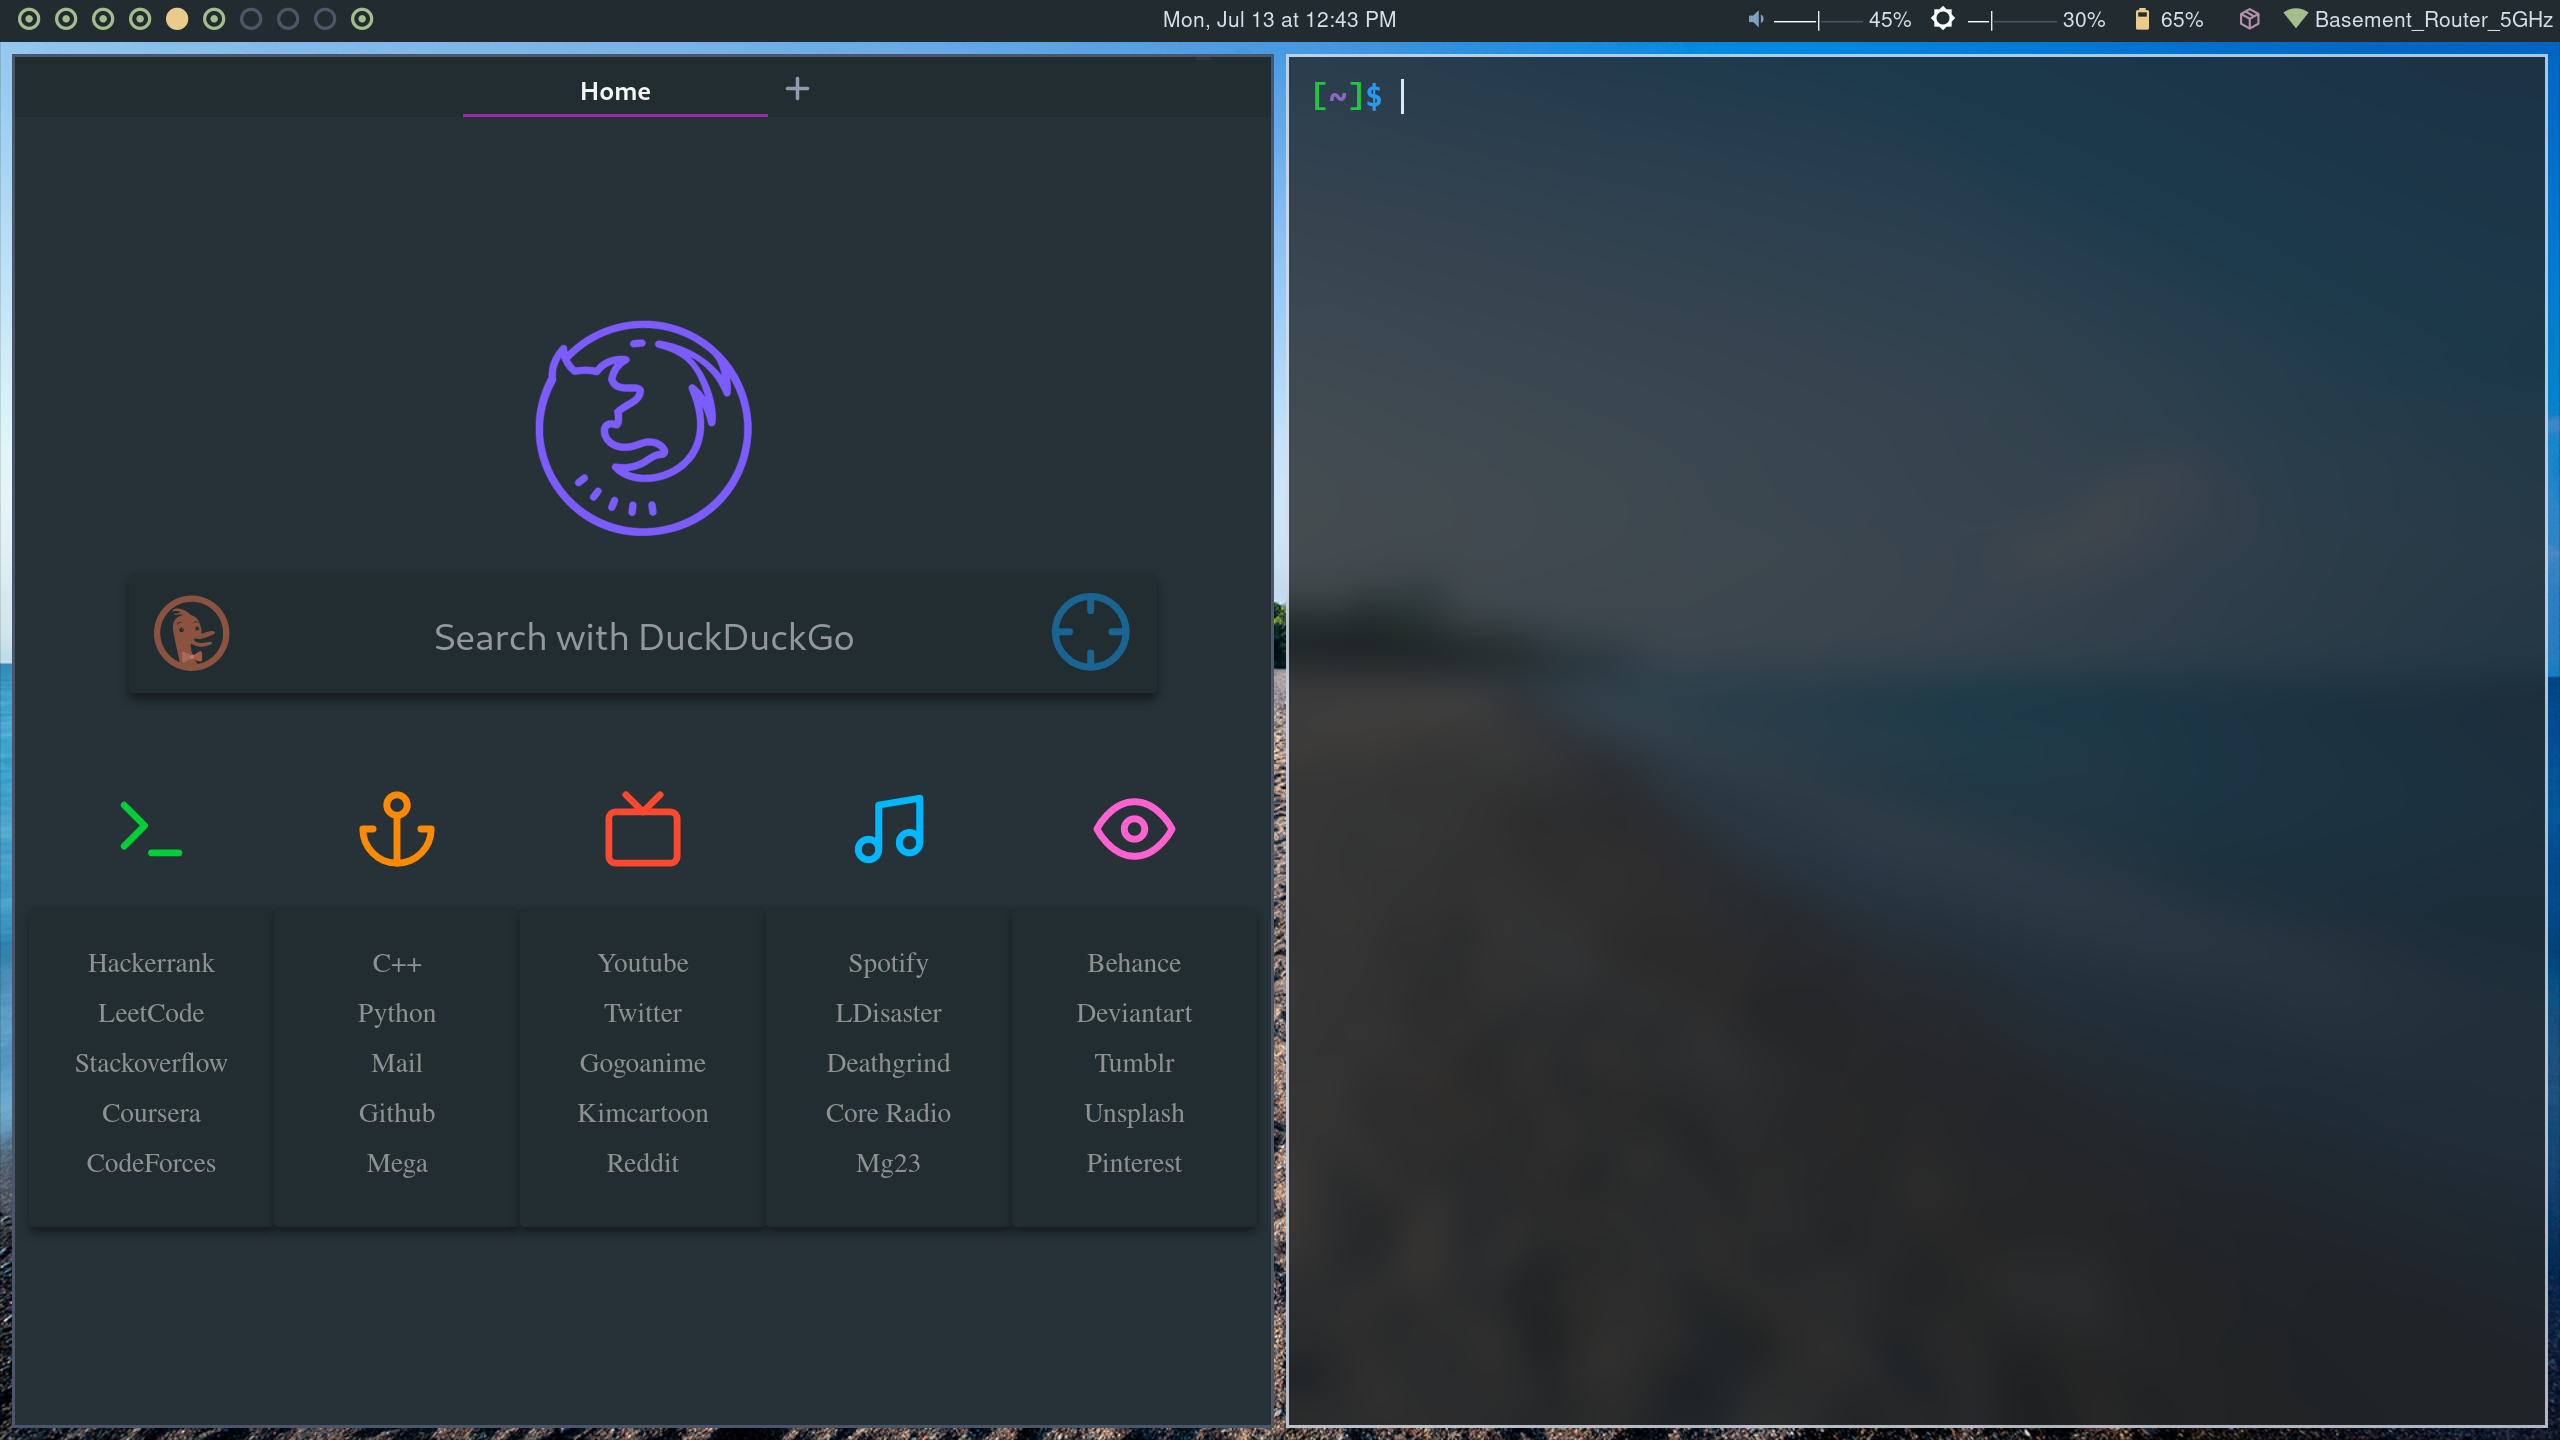 Mon, Jul 13 at 12:43 PM
45% 30% 65% Basement_Router_5GHz
Home
[~]$
Search with DuckDuckGo
Hackerrank
LeetCode
Stackoverflow
Coursera
CodeForces
C++
Python
Mail
Github
Mega
Youtube
Twitter
Gogoanime
Kimcartoon
Reddit
Spotify
LDisaster
Deathgrind
Core Radio
Mg23
Behance
Deviantart
Tumblr
Unsplash
Pinterest